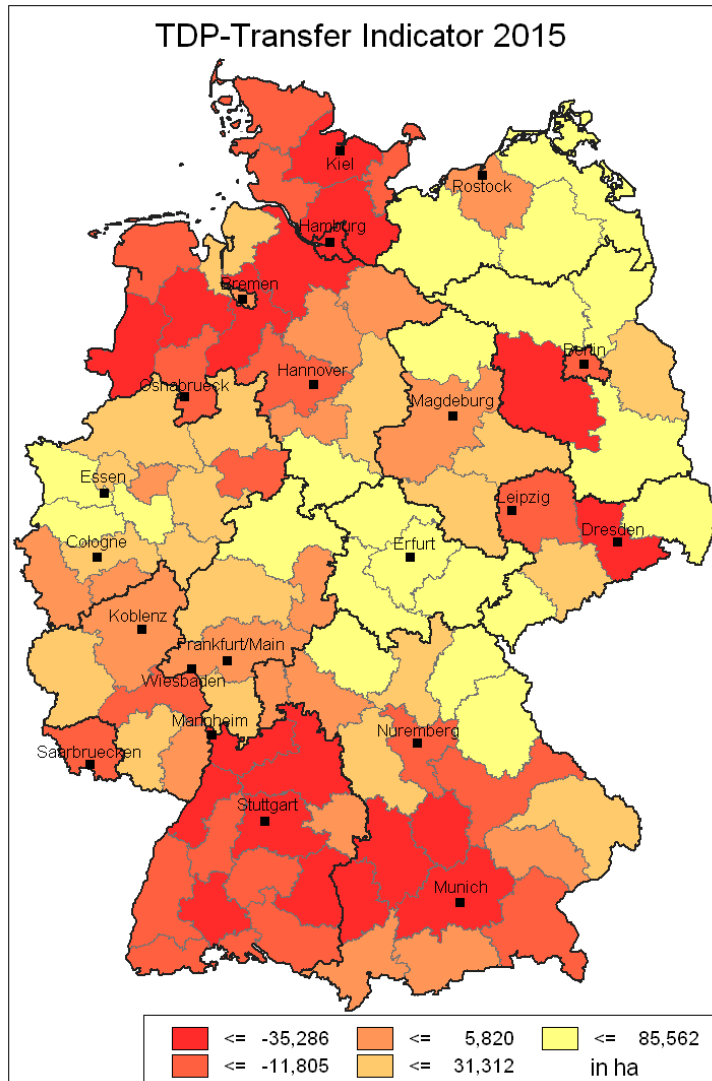 TDP-Transfer Indicator 2015
Kiel
Rostock
Hamburg
Bremen
Berlin
Osnabrueck
Hannover
Magdeburg
Essen
Leipzig
Dresden
Cologne
Erfurt
Koblenz
Frankfurt/Main
Wiesbaden
Mannheim
Nuremberg
Saarbruecken
Stuttgart
Munich
<= -35,286 <= 5,820 <= 85,562
<= -11,805 <= 31,312 in ha